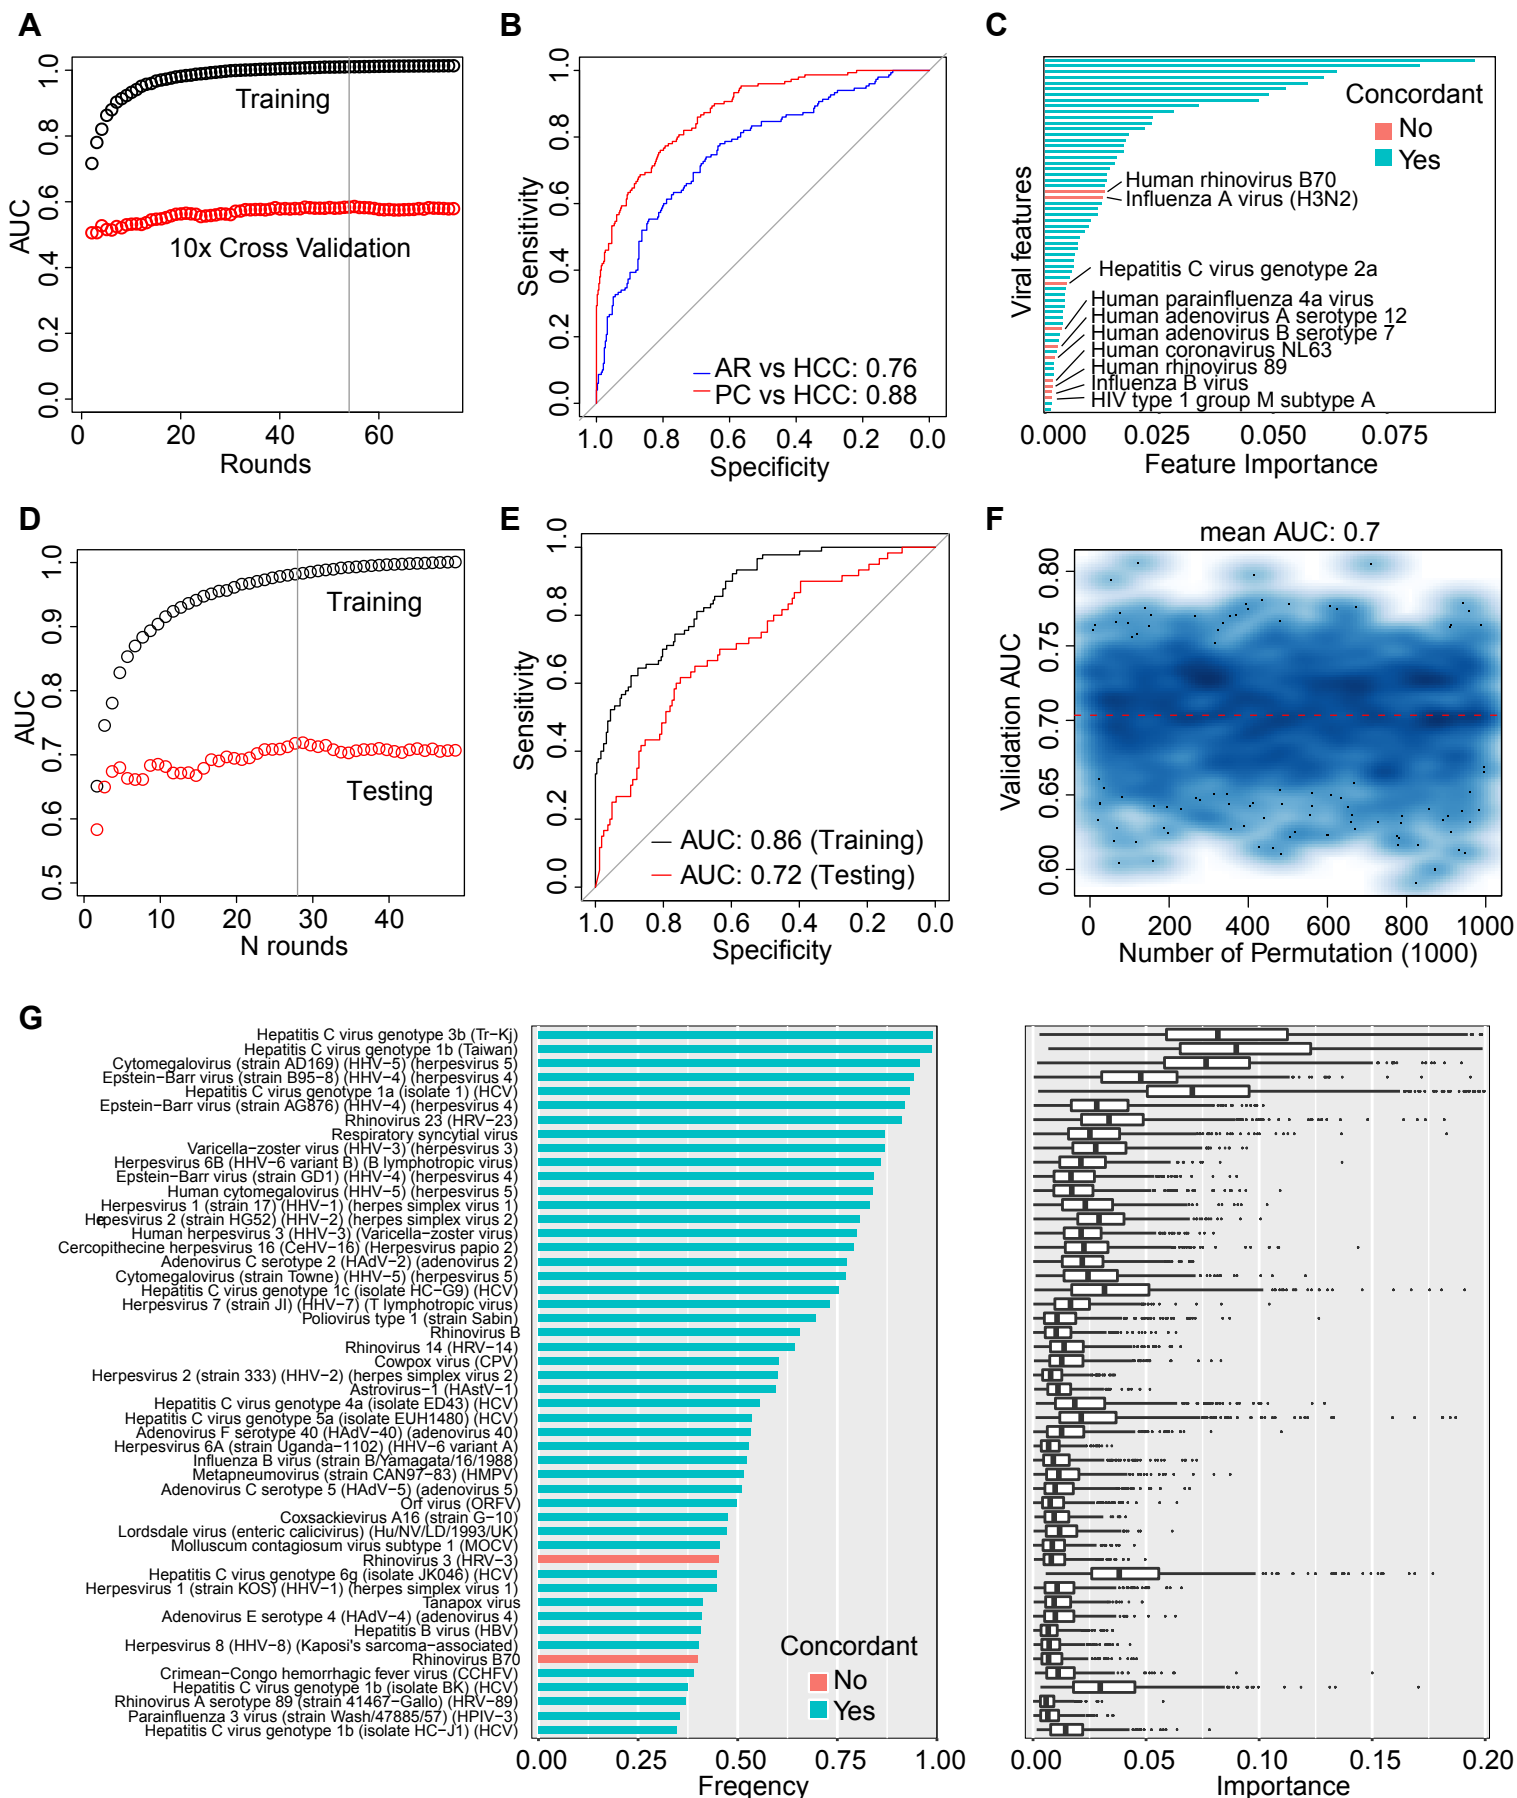 A
1.0
0.8
0.6
0.4
0.2
0.0
AUC
Training
10x Cross Validation
0 20 40 60
Rounds
B
1.0
0.8
0.6
0.4
0.2
0.0
Sensitivity
AR vs HCC: 0.76
PC vs HCC: 0.88
1.0 0.8 0.6 0.4 0.2 0.0
Specificity
C
Viral features
Concordant
No
Yes
Human rhinovirus B70
Influenza A virus (H3N2)
Hepatitis C virus genotype 2a
Human parainfluenza 4a virus
Human adenovirus A serotype 12
Human adenovirus B serotype 7
Human coronavirus NL63
Human rhinovirus 89
Influenza B virus
HIV type 1 group M subtype A
0.000 0.025 0.050 0.075
Feature Importance
D
1.0
0.9
0.8
0.7
0.6
0.5
AUC
Training
Testing
0 10 20 30 40
N rounds
E
1.0
0.8
0.6
0.4
0.2
0.0
Sensitivity
AUC: 0.86 (Training)
AUC: 0.72 (Testing)
1.0 0.8 0.6 0.4 0.2 0.0
Specificity
F
mean AUC: 0.7
0.80
0.75
0.70
0.65
0.60
Validation AUC
0 200 400 600 800 1000
Number of Permutation (1000)
G
Hepatitis C virus genotype 3b (Tr−Kj)
Hepatitis C virus genotype 1b (Taiwan)
Cytomegalovirus (strain AD169) (HHV−5) (herpesvirus 5)
Epstein−Barr virus (strain B95−8) (HHV−4) (herpesvirus 4)
Hepatitis C virus genotype 1a (isolate 1) (HCV)
Epstein−Barr virus (strain AG876) (HHV−4) (herpesvirus 4)
Rhinovirus 23 (HRV−23)
Respiratory syncytial virus
Varicella−zoster virus (HHV−3) (herpesvirus 3)
Herpesvirus 6B (HHV−6 variant B) (B lymphotropic virus)
Epstein−Barr virus (strain GD1) (HHV−4) (herpesvirus 4)
Human cytomegalovirus (HHV−5) (herpesvirus 5)
Herpesvirus 1 (strain 17) (HHV−1) (herpes simplex virus 1)
Herpesvirus 2 (strain HG52) (HHV−2) (herpes simplex virus 2)
Human herpesvirus 3 (HHV−3) (Varicella−zoster virus)
Cercopithecine herpesvirus 16 (CeHV−16) (Herpesvirus papio 2)
Adenovirus C serotype 2 (HAdV−2) (adenovirus 2)
Cytomegalovirus (strain Towne) (HHV−5) (herpesvirus 5)
Hepatitis C virus genotype 1c (isolate HC−G9) (HCV)
Herpesvirus 7 (strain JI) (HHV−7) (T lymphotropic virus)
Poliovirus type 1 (strain Sabin)
Rhinovirus B
Rhinovirus 14 (HRV−14)
Cowpox virus (CPV)
Herpesvirus 2 (strain 333) (HHV−2) (herpes simplex virus 2)
Astrovirus−1 (HAstV−1)
Hepatitis C virus genotype 4a (isolate ED43) (HCV)
Hepatitis C virus genotype 5a (isolate EUH1480) (HCV)
Adenovirus F serotype 40 (HAdV−40) (adenovirus 40)
Herpesvirus 6A (strain Uganda−1102) (HHV−6 variant A)
Influenza B virus (strain B/Yamagata/16/1988)
Metapneumovirus (strain CAN97−83) (HMPV)
Adenovirus C serotype 5 (HAdV−5) (adenovirus 5)
Orf virus (ORFV)
Coxsackievirus A16 (strain G−10)
Lordsdale virus (enteric calicivirus) (Hu/NV/LD/1993/UK)
Molluscum contagiosum virus subtype 1 (MOCV)
Rhinovirus 3 (HRV−3)
Hepatitis C virus genotype 6g (isolate JK046) (HCV)
Herpesvirus 1 (strain KOS) (HHV−1) (herpes simplex virus 1)
Tanapox virus
Adenovirus E serotype 4 (HAdV−4) (adenovirus 4)
Hepatitis B virus (HBV)
Herpesvirus 8 (HHV−8) (Kaposi's sarcoma−associated)
Rhinovirus B70
Crimean−Congo hemorrhagic fever virus (CCHFV)
Hepatitis C virus genotype 1b (isolate BK) (HCV)
Rhinovirus A serotype 89 (strain 41467−Gallo) (HRV−89)
Parainfluenza 3 virus (strain Wash/47885/57) (HPIV−3)
Hepatitis C virus genotype 1b (isolate HC−J1) (HCV)
Concordant
No
Yes
0.00 0.25 0.50 0.75 1.00
Freqency
0.00 0.05 0.10 0.15 0.20
Importance